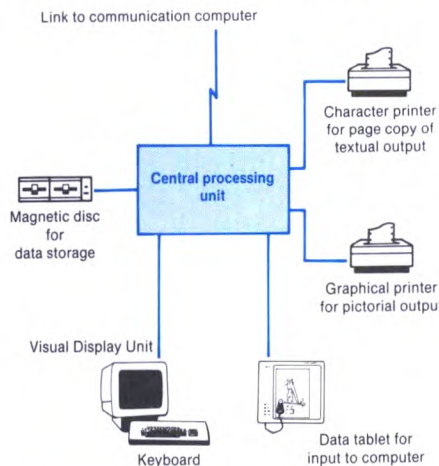 Link to communication computer
Character printer
for page copy of
textual output
Central processing
unit
Magnetic disc
for
data storage
Graphical printer
for pictorial outpu
Visual Display Unit
Keyboard
Data tablet for
input to computer